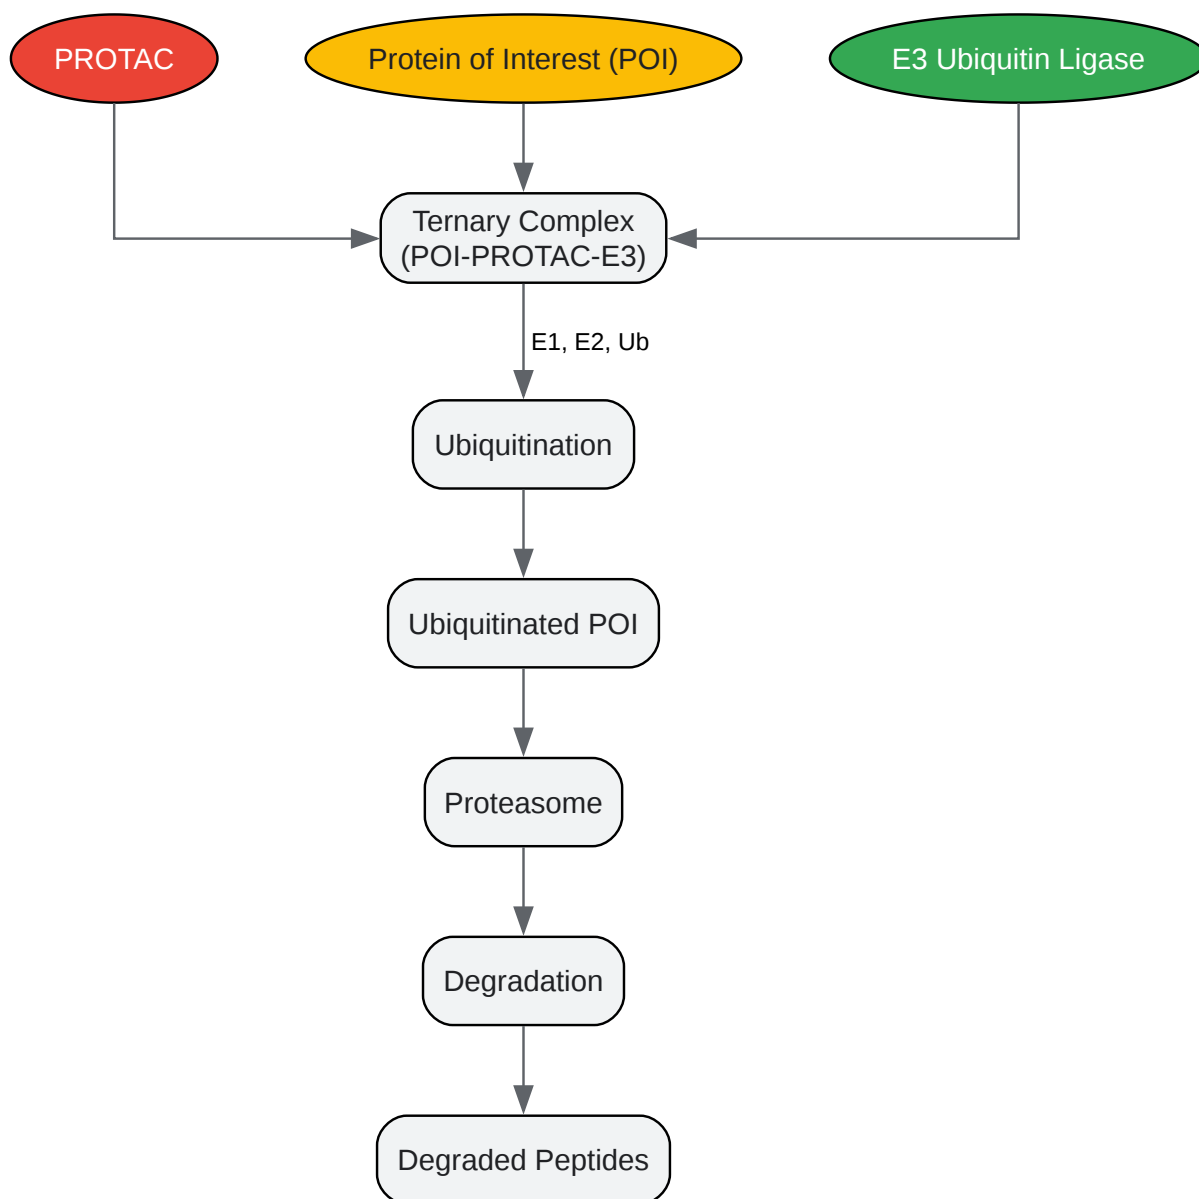 PROTAC
Protein of Interest (POI)
E3 Ubiquitin Ligase
Ternary Complex
(POI-PROTAC-E3)
E1, E2, Ub
Ubiquitination
Ubiquitinated POI
Proteasome
Degradation
Degraded Peptides